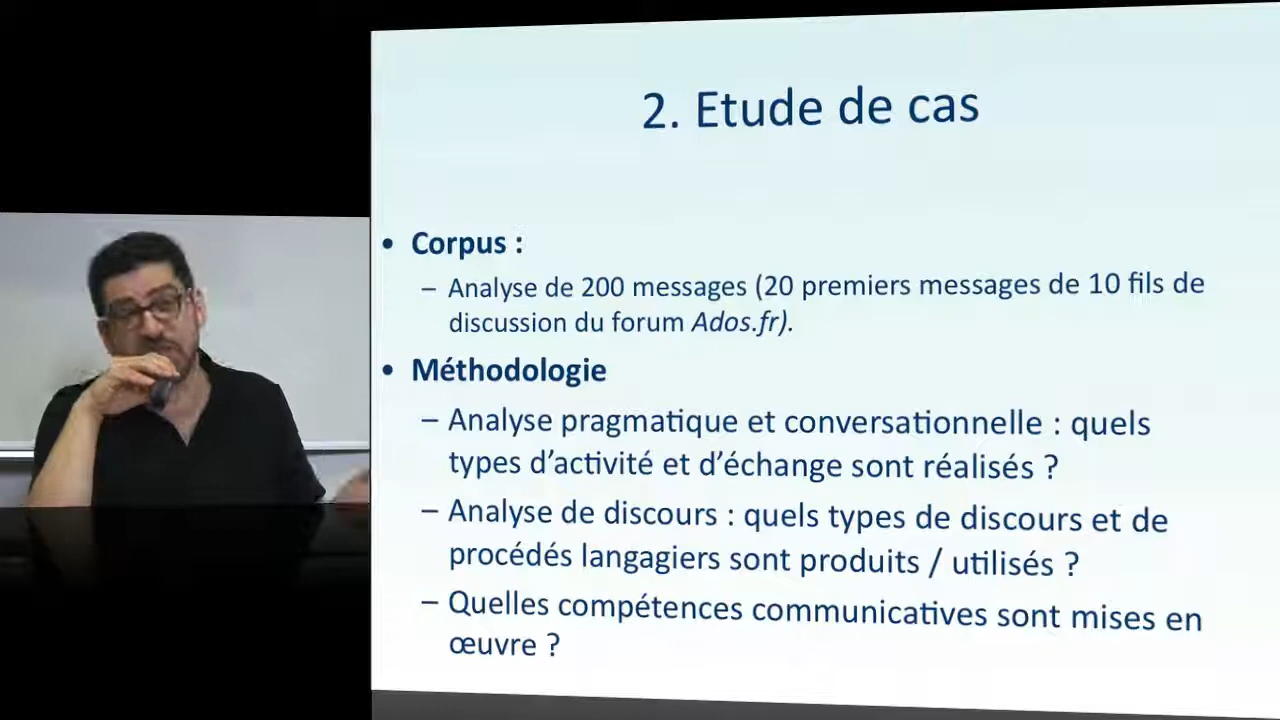 2. Etude de cas
• Corpus :
– Analyse de 200 messages (20 premiers messages de 10 fils de
discussion du forum Ados.fr).
• Méthodologie
– Analyse pragmatique et conversationnelle : quels
types d’activité et d’échange sont réalisés ?
– Analyse de discours : quels types de discours et de
procédés langagiers sont produits / utilisés ?
– Quelles compétences communicatives sont mises en
œuvre ?